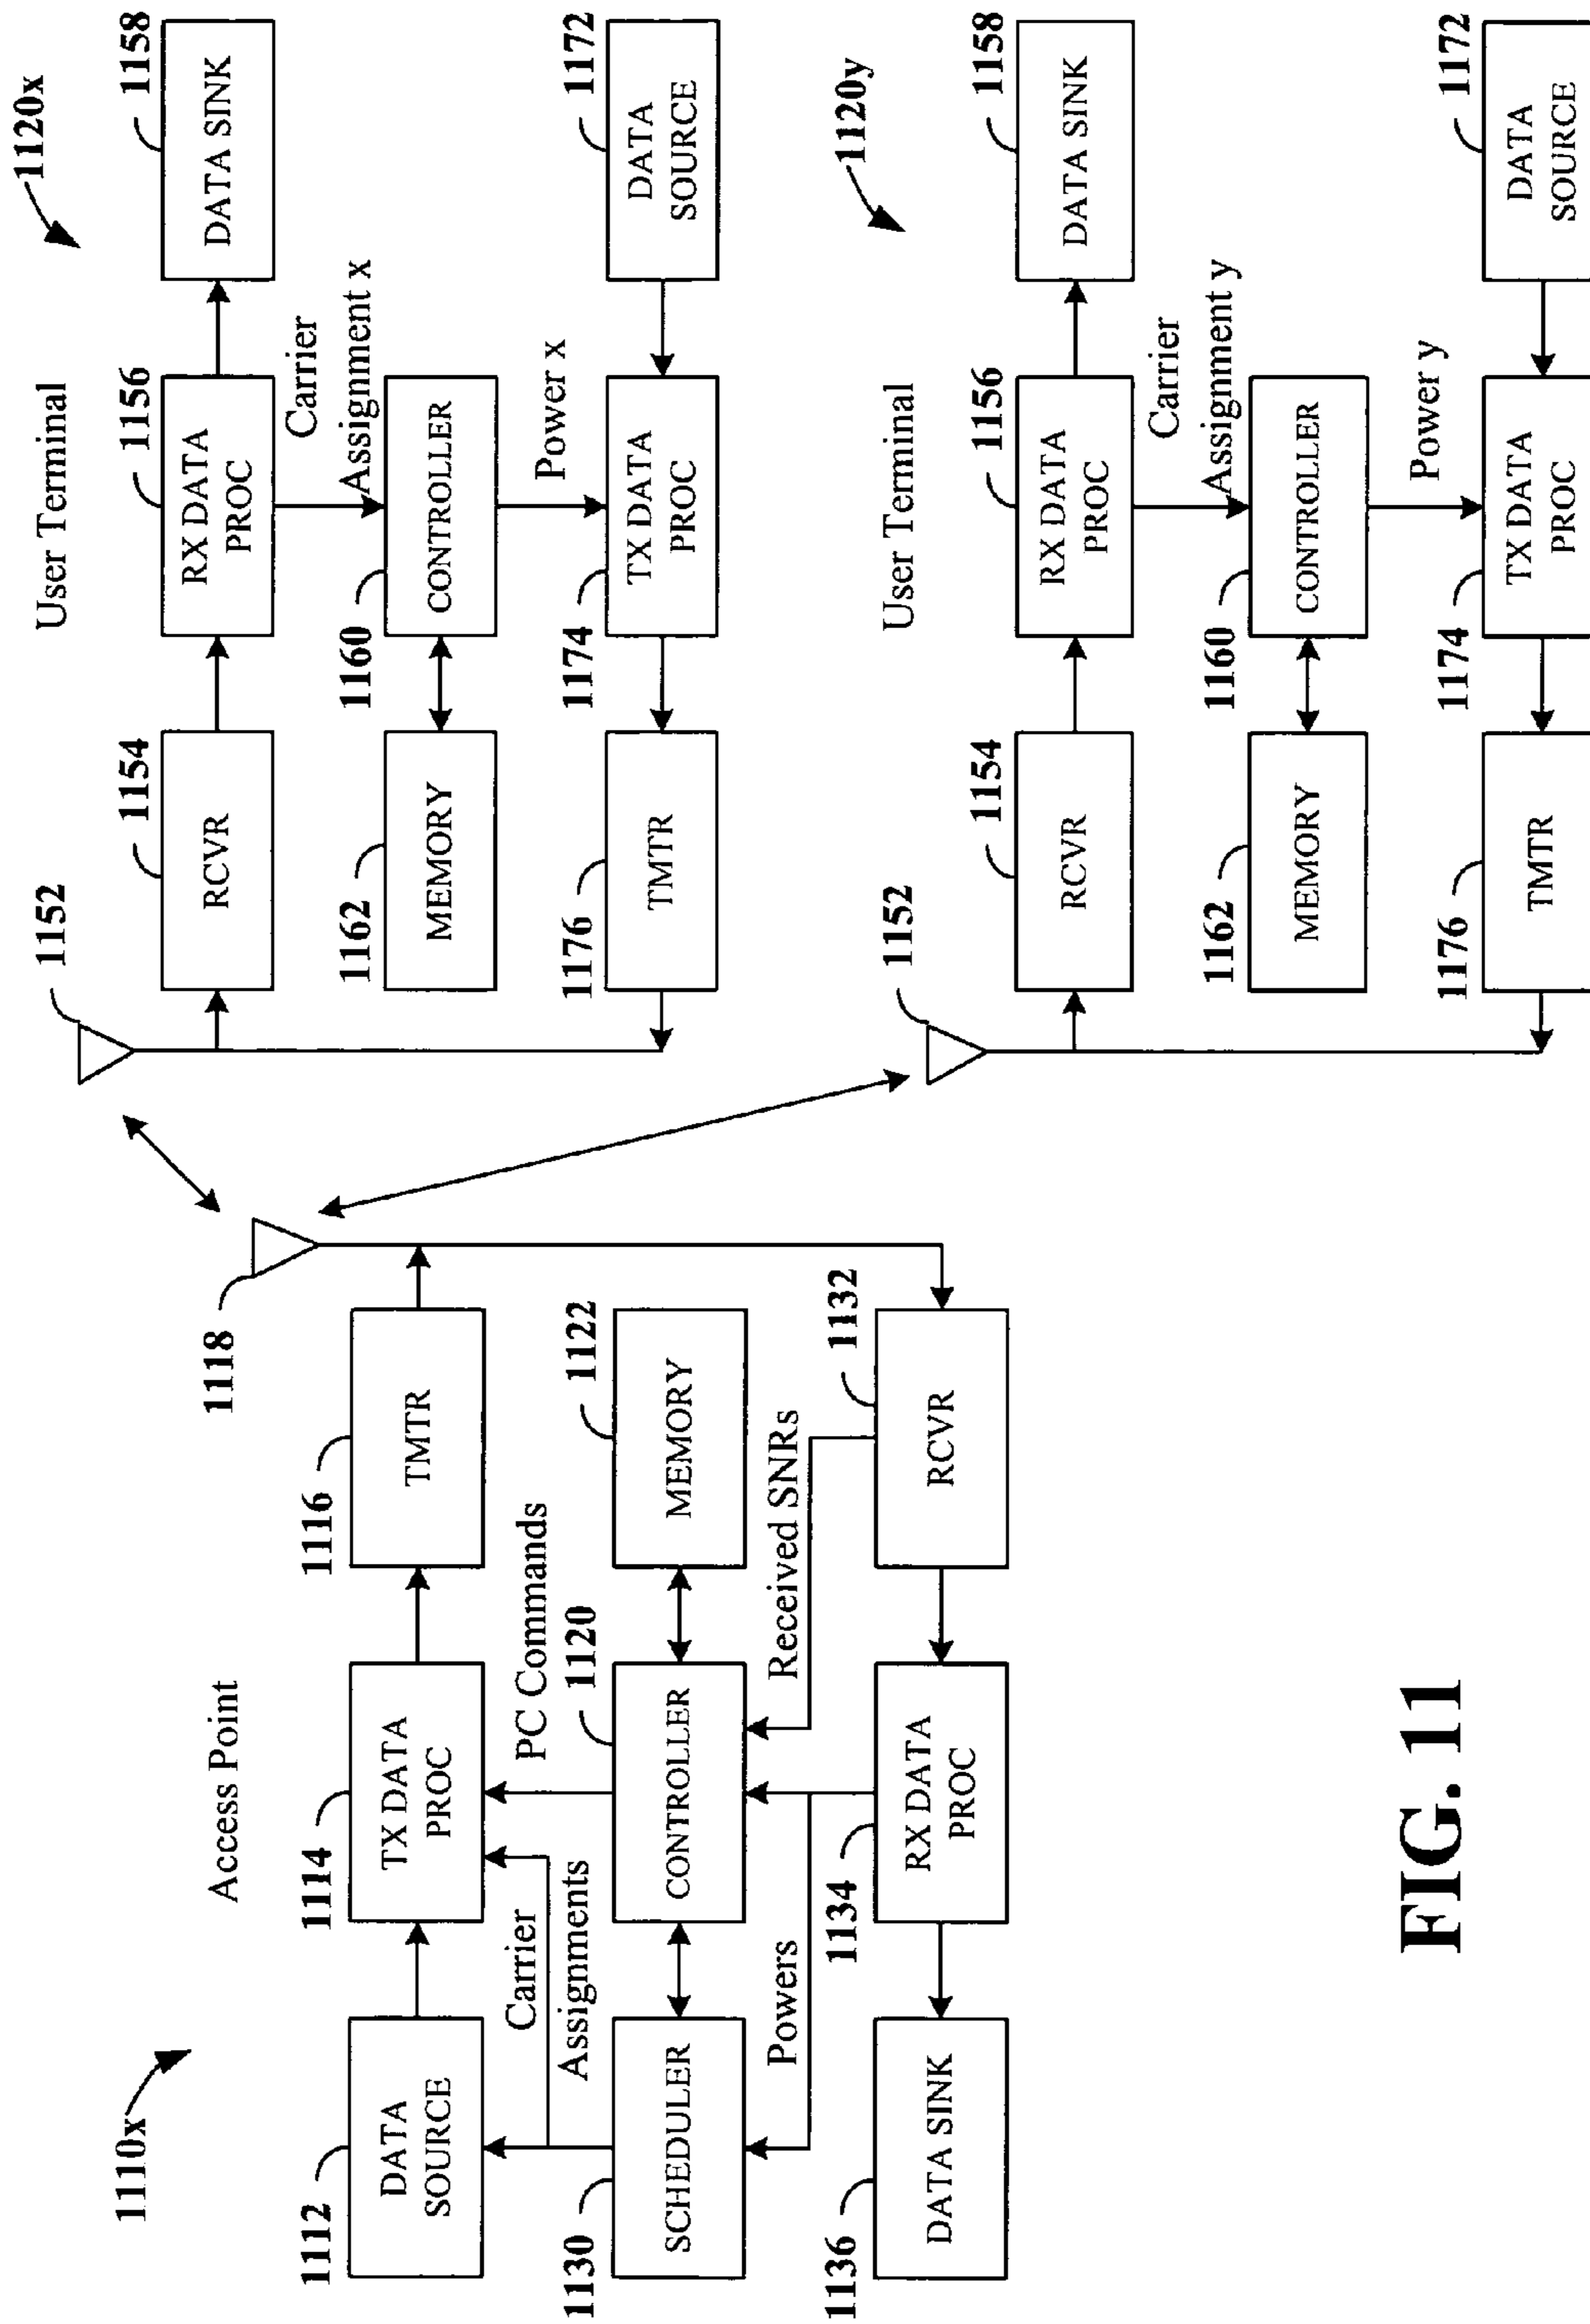 1110x
Access Point
1112
DATA
SOURCE
1114
TX DATA
PROC
1116
TMTR
1118
Carrier
Assignments
PC Commands
1130
SCHEDULER
1120
CONTROLLER
1122
MEMORY
Powers
Received SNRs
1136
DATA SINK
1134
RX DATA
PROC
1132
RCVR
1120x
User Terminal
1152
1154
RCVR
1156
RX DATA
PROC
1158
DATA SINK
Carrier
Assignment x
1162
MEMORY
1160
CONTROLLER
Power x
1176
TMTR
1174
TX DATA
PROC
1172
DATA
SOURCE
1120y
User Terminal
1152
1154
RCVR
1156
RX DATA
PROC
1158
DATA SINK
Carrier
Assignment y
1162
MEMORY
1160
CONTROLLER
Power y
1176
TMTR
1174
TX DATA
PROC
1172
DATA
SOURCE
FIG. 11